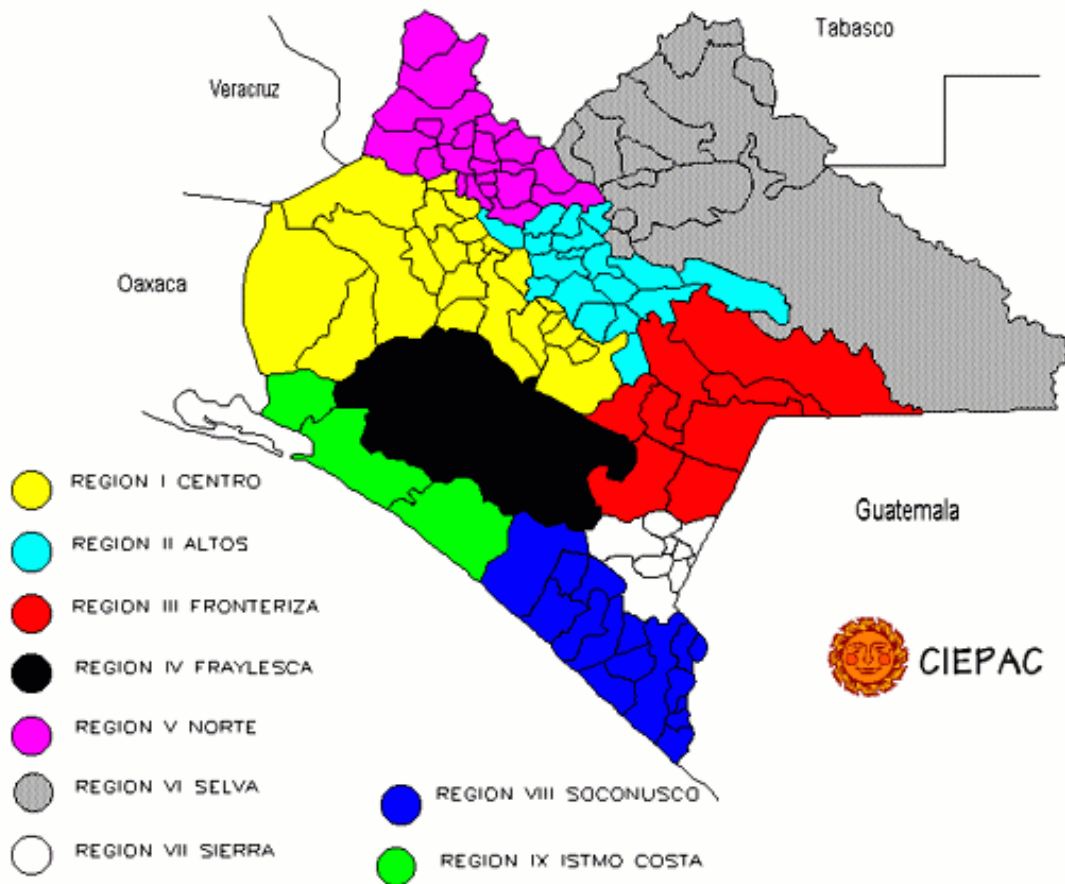 Tabasco
Veracruz
Oaxaca
Guatemala
REGION I CENTRO
REGION II ALTOS
REGION III FRONTERIZA
REGION IV FRAYLESCA
REGION V NORTE
REGION VI SELVA
REGION VII SIERRA
REGION VIII SOCONUSCO
REGION IX ISTMO COSTA
CIEPAC